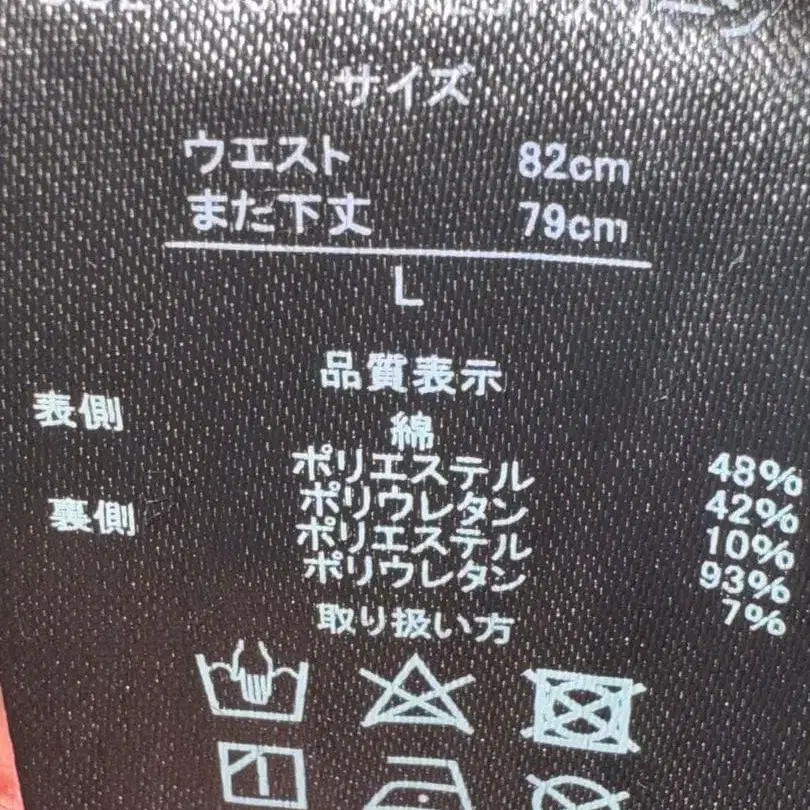 サイズ
ウエスト 82cm
また下丈 79cm
L
品質表示
表側 綿 48%
ポリエステル 42%
ポリウレタン 10%
裏側 ポリエステル 93%
ポリウレタン 7%
取り扱い方